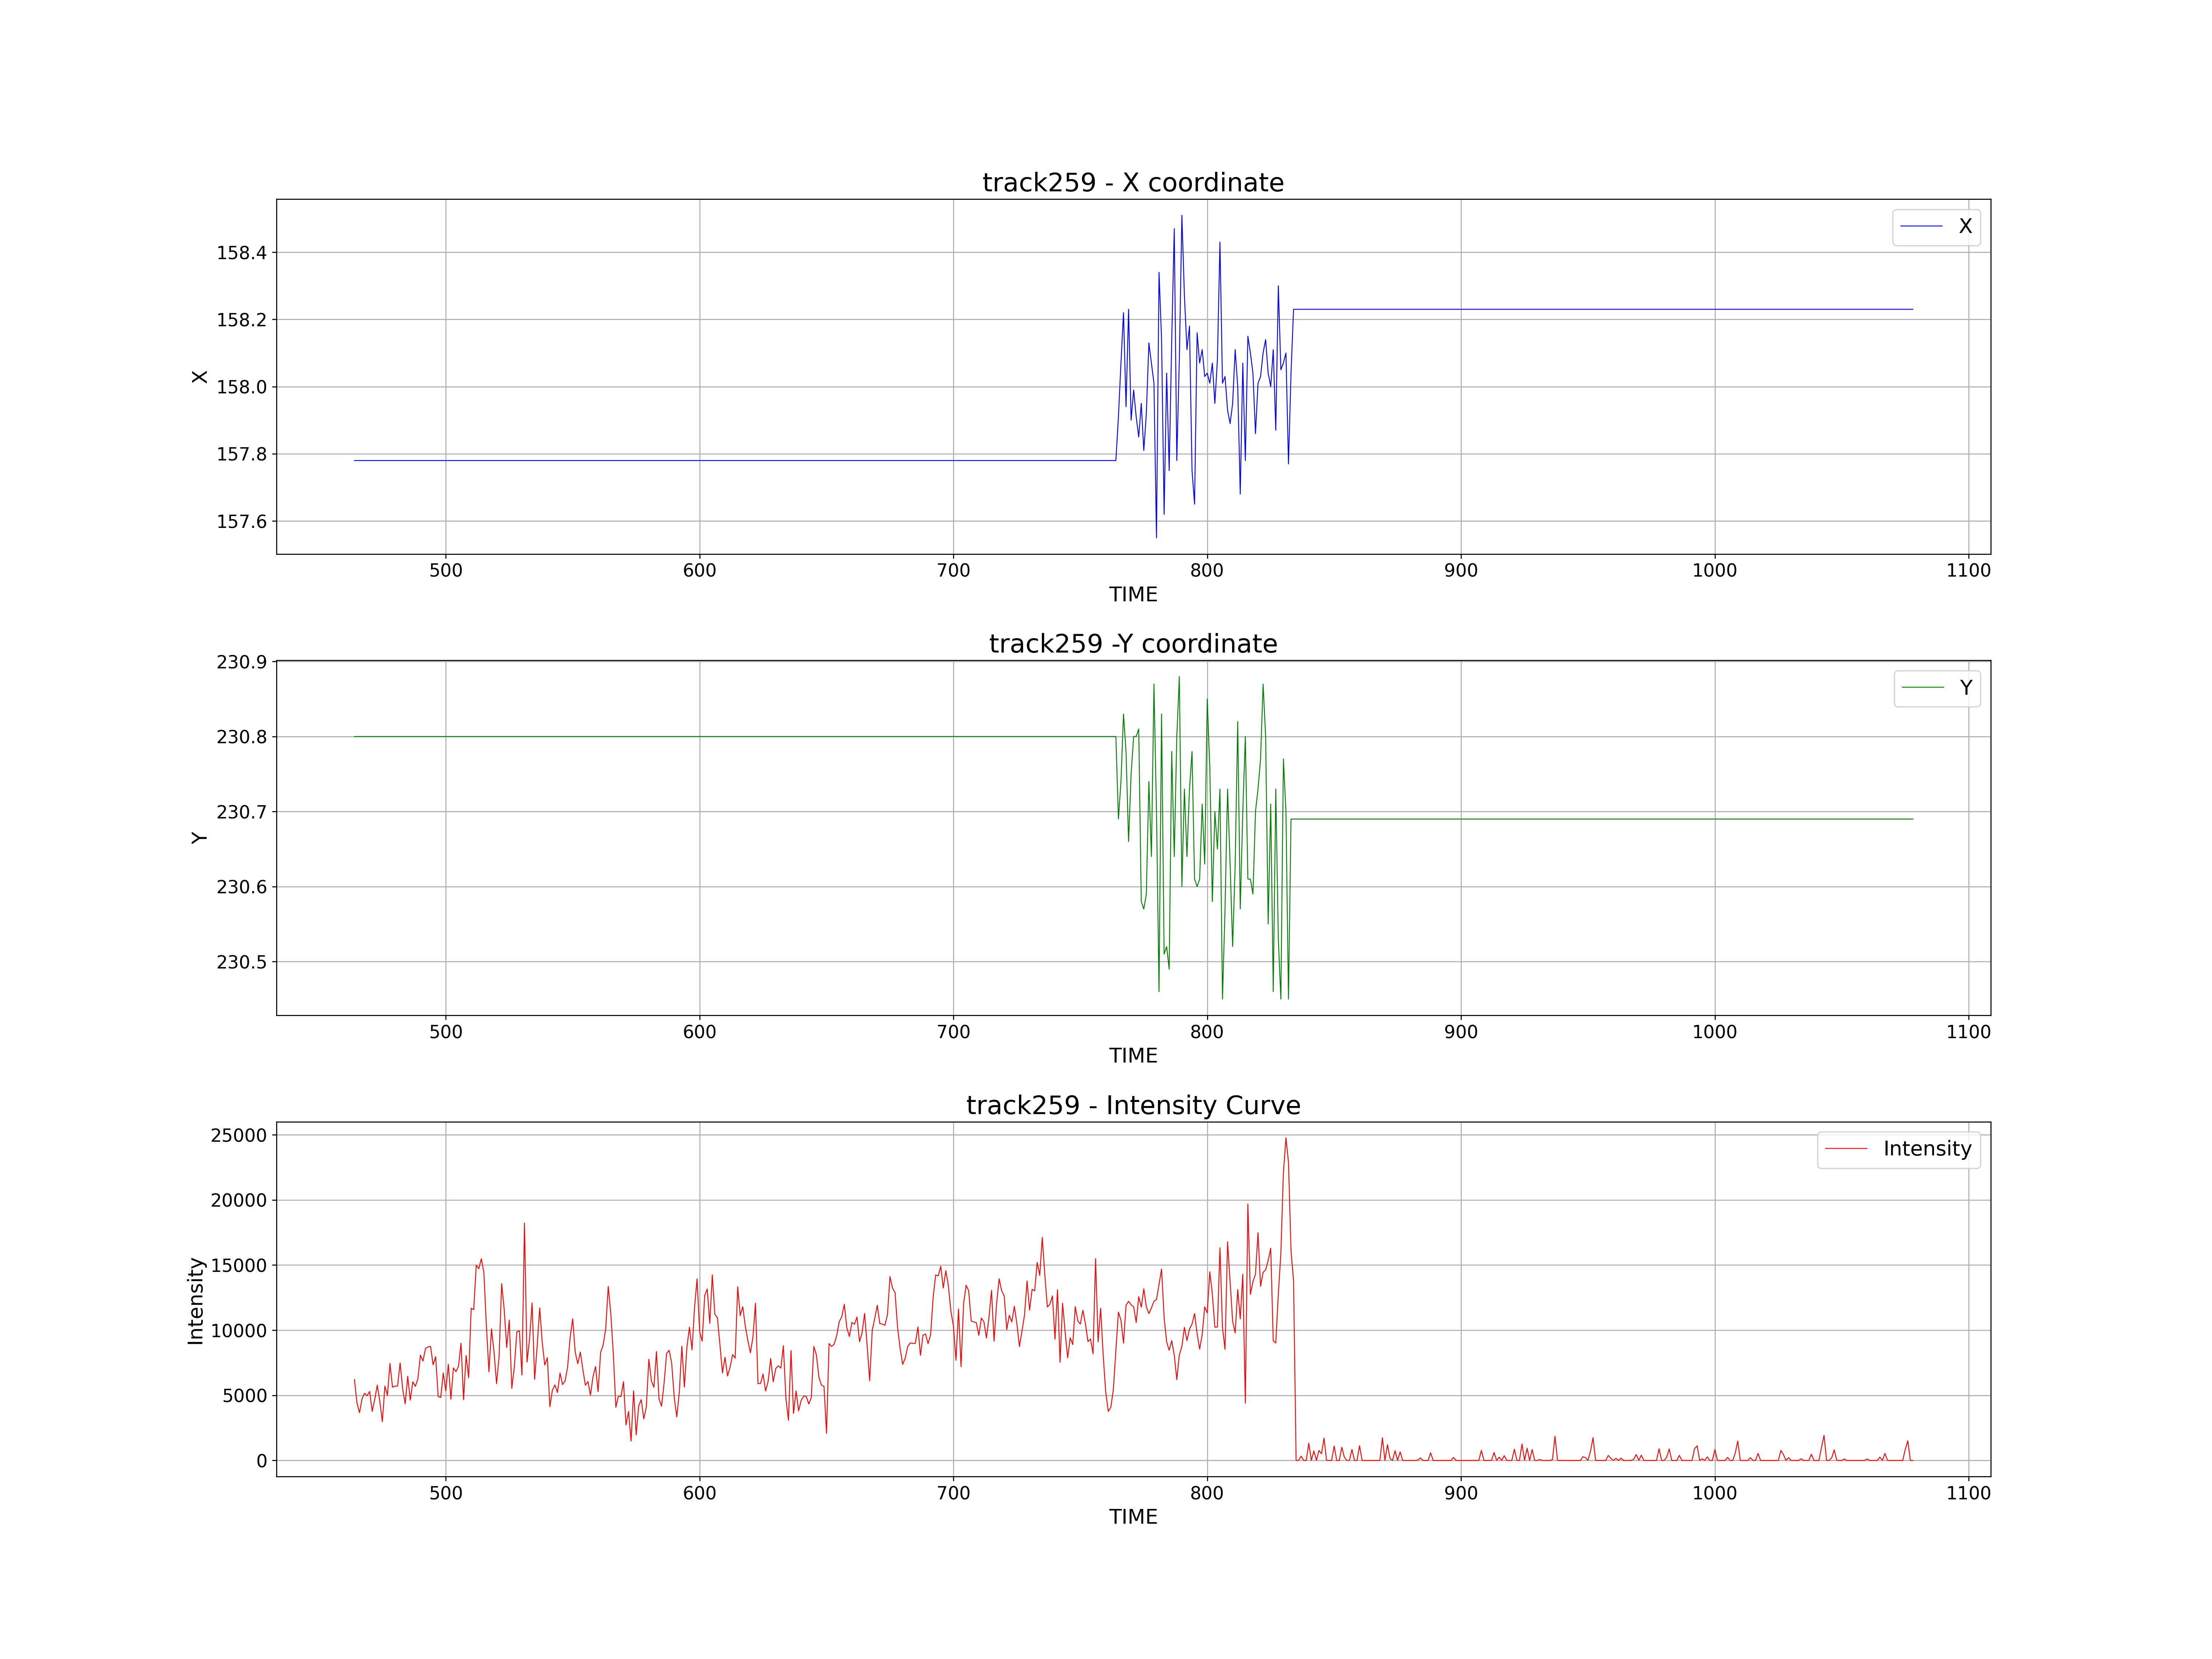 track259 - X coordinate
X
158.4
158.2
158.0
157.8
157.6
X
500 600 700 800 900 1000 1100
TIME
track259 -Y coordinate
Y
230.9
230.8
230.7
230.6
230.5
Y
500 600 700 800 900 1000 1100
TIME
track259 - Intensity Curve
Intensity
25000
20000
15000
10000
5000
0
Intensity
500 600 700 800 900 1000 1100
TIME